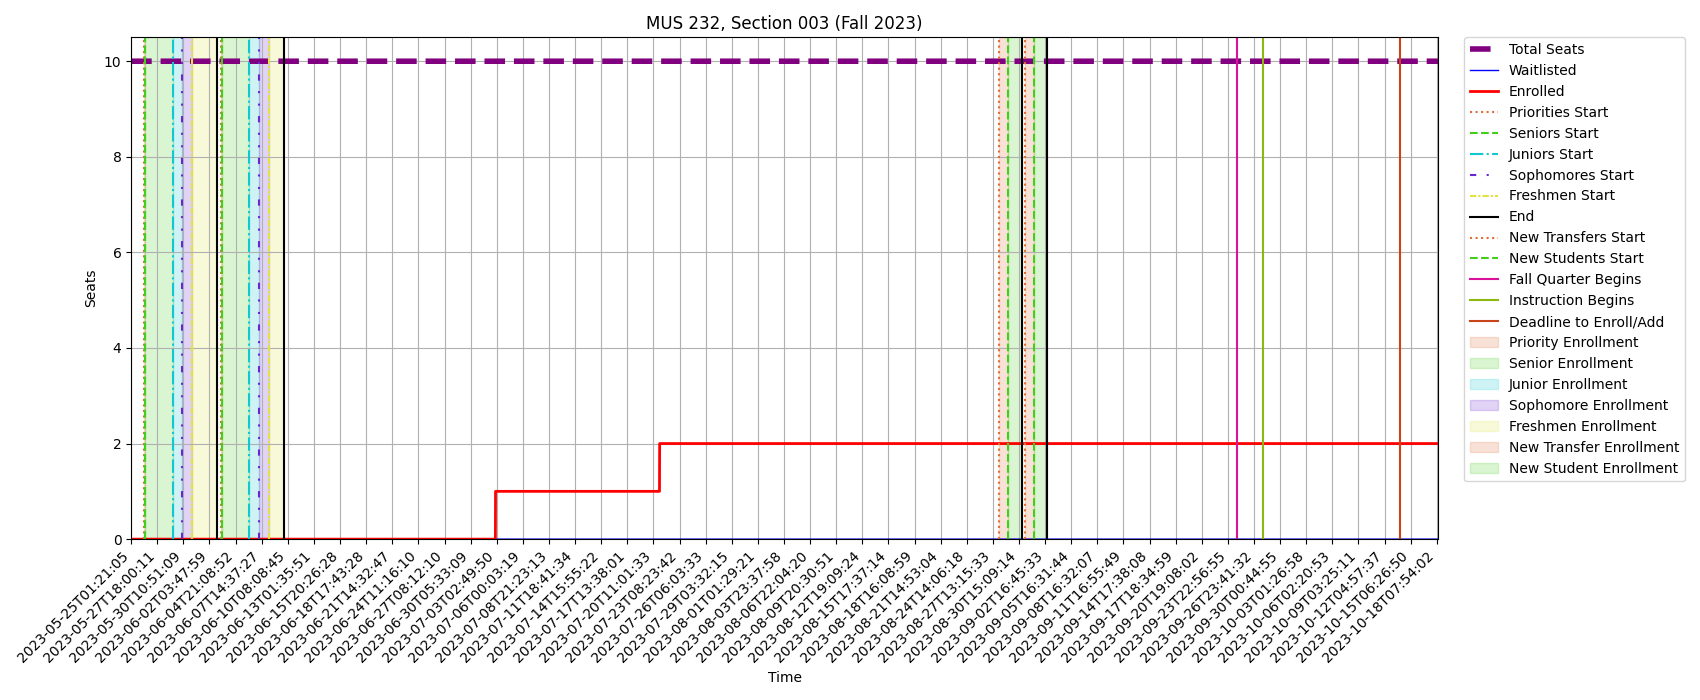 MUS 232, Section 003 (Fall 2023)
Seats
10
8
6
4
2
0
2023-05-25T01:21:05
2023-05-27T18:00:11
2023-05-30T10:51:09
2023-06-02T03:47:59
2023-06-04T21:08:52
2023-06-07T14:37:27
2023-06-10T08:08:45
2023-06-13T01:35:51
2023-06-15T20:26:28
2023-06-18T17:43:28
2023-06-21T14:32:47
2023-06-24T11:16:10
2023-06-27T08:12:10
2023-06-30T05:33:09
2023-07-03T02:49:50
2023-07-06T00:03:19
2023-07-08T21:23:13
2023-07-11T18:41:34
2023-07-14T15:55:22
2023-07-17T13:38:01
2023-07-20T11:01:33
2023-07-23T08:23:42
2023-07-26T06:03:33
2023-07-29T03:32:15
2023-08-01T01:29:21
2023-08-03T23:37:58
2023-08-06T22:04:20
2023-08-09T20:30:51
2023-08-12T19:09:24
2023-08-15T17:37:14
2023-08-18T16:08:59
2023-08-21T14:53:04
2023-08-24T14:06:18
2023-08-27T13:15:33
2023-08-30T15:09:14
2023-09-02T16:45:33
2023-09-05T16:31:44
2023-09-08T16:32:07
2023-09-11T16:55:49
2023-09-14T17:38:08
2023-09-17T18:34:59
2023-09-20T19:08:02
2023-09-23T22:56:55
2023-09-26T23:41:32
2023-09-30T00:44:55
2023-10-03T01:26:58
2023-10-06T02:20:53
2023-10-09T03:25:11
2023-10-12T04:57:37
2023-10-15T06:26:50
2023-10-18T07:54:02
Time
Total Seats
Waitlisted
Enrolled
Priorities Start
Seniors Start
Juniors Start
Sophomores Start
Freshmen Start
End
New Transfers Start
New Students Start
Fall Quarter Begins
Instruction Begins
Deadline to Enroll/Add
Priority Enrollment
Senior Enrollment
Junior Enrollment
Sophomore Enrollment
Freshmen Enrollment
New Transfer Enrollment
New Student Enrollment